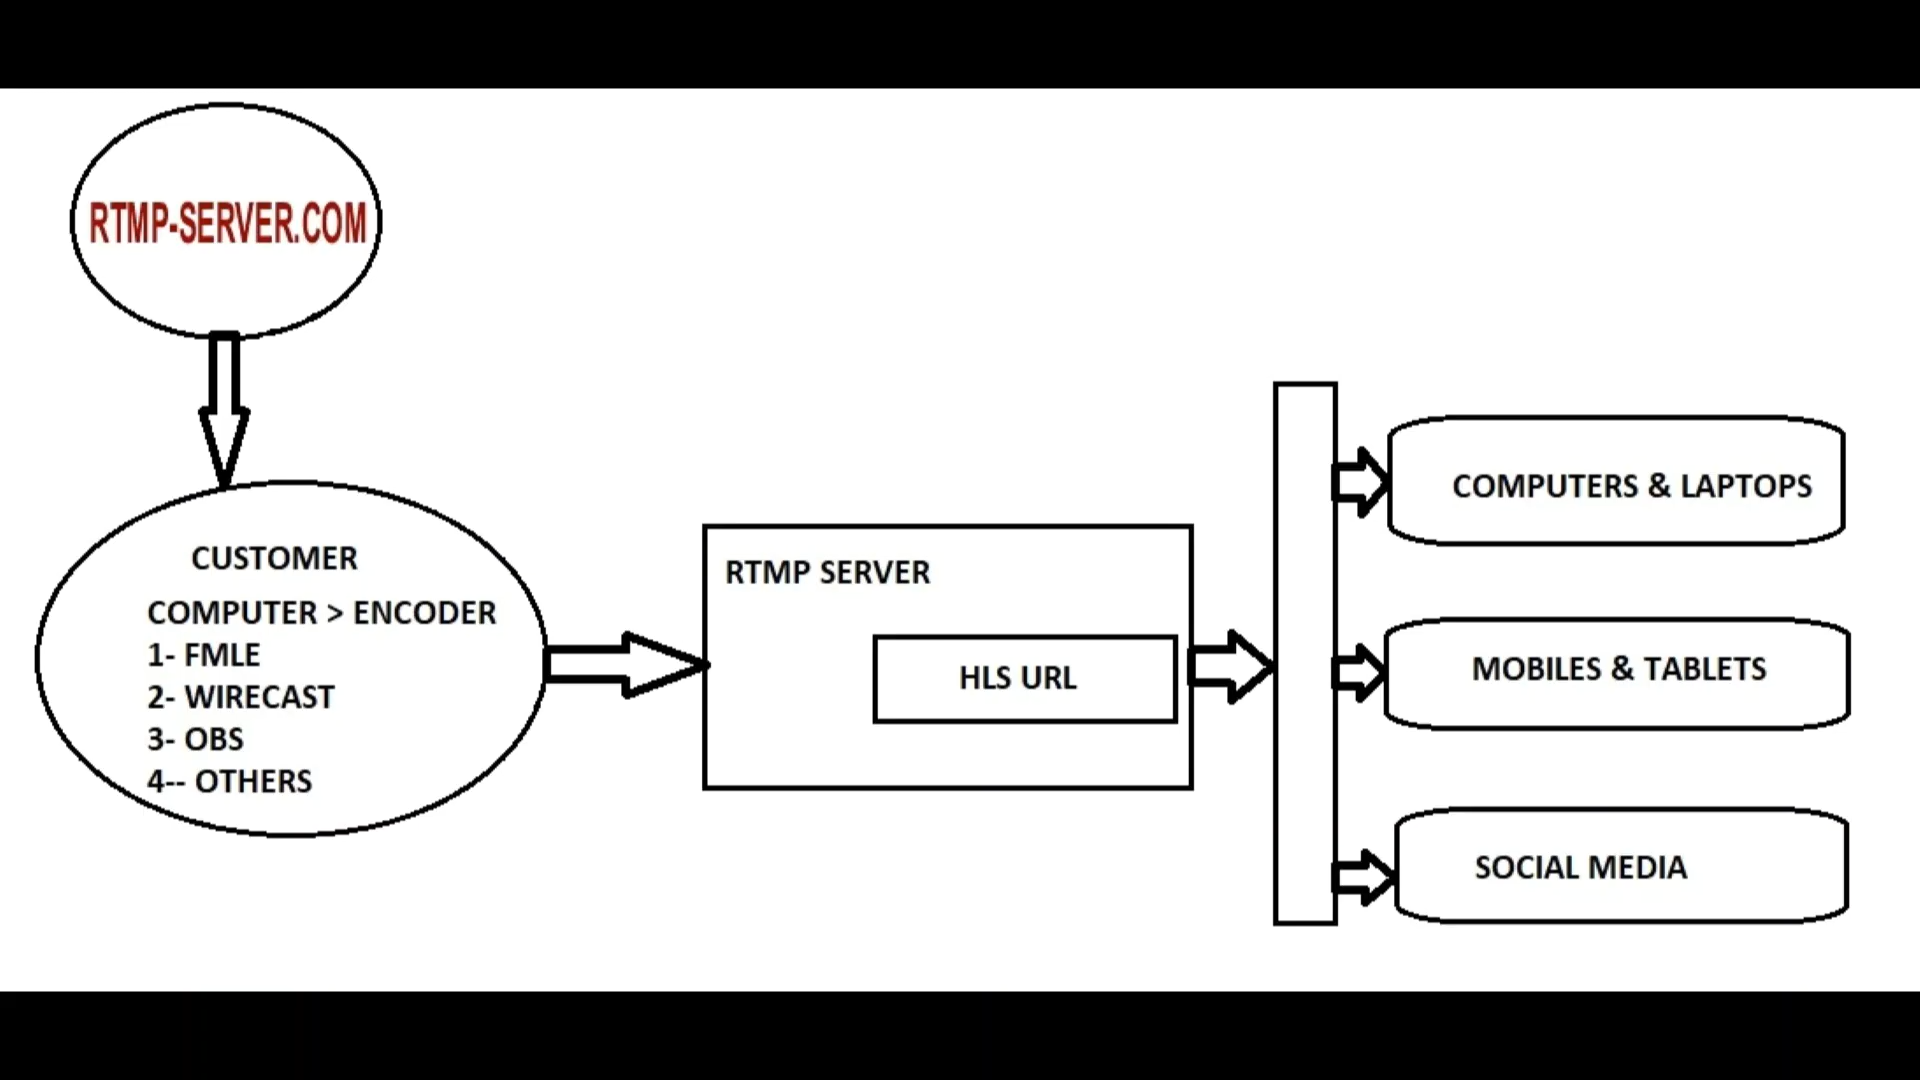 RTMP-SERVER.COM
CUSTOMER
COMPUTER > ENCODER
1- FMLE
2- WIRECAST
3- OBS
4-- OTHERS
RTMP SERVER
HLS URL
COMPUTERS & LAPTOPS
MOBILES & TABLETS
SOCIAL MEDIA